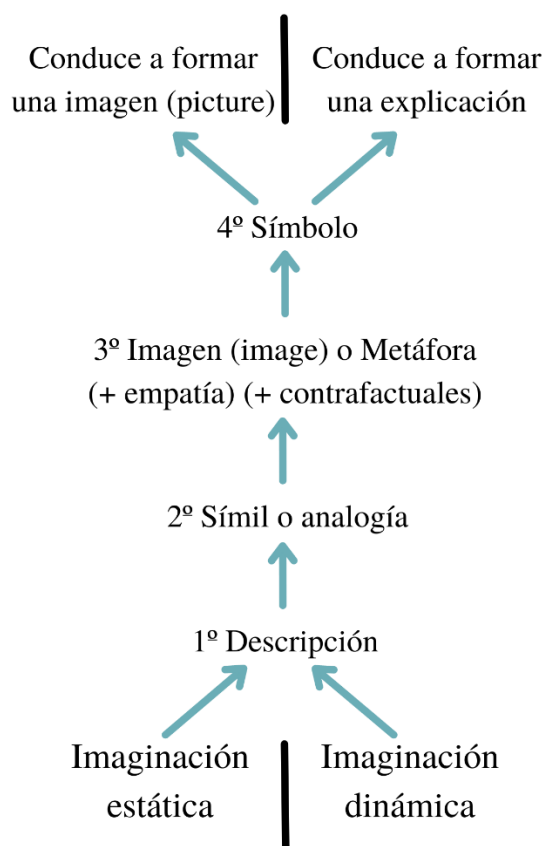 Conduce a formar
una imagen (picture)
Conduce a formar
una explicación
4º Símbolo
3º Imagen (image) o Metáfora
(+ empatía) (+ contrafactuales)
2º Símil o analogía
1º Descripción
Imaginación
estática
Imaginación
dinámica